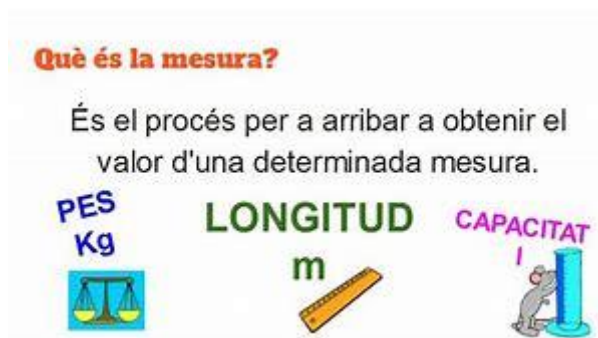 Què és la mesura?
És el procés per a arribar a obtenir el
valor d'una determinada mesura.
PES
Kg
LONGITUD
m
CAPACITAT
l